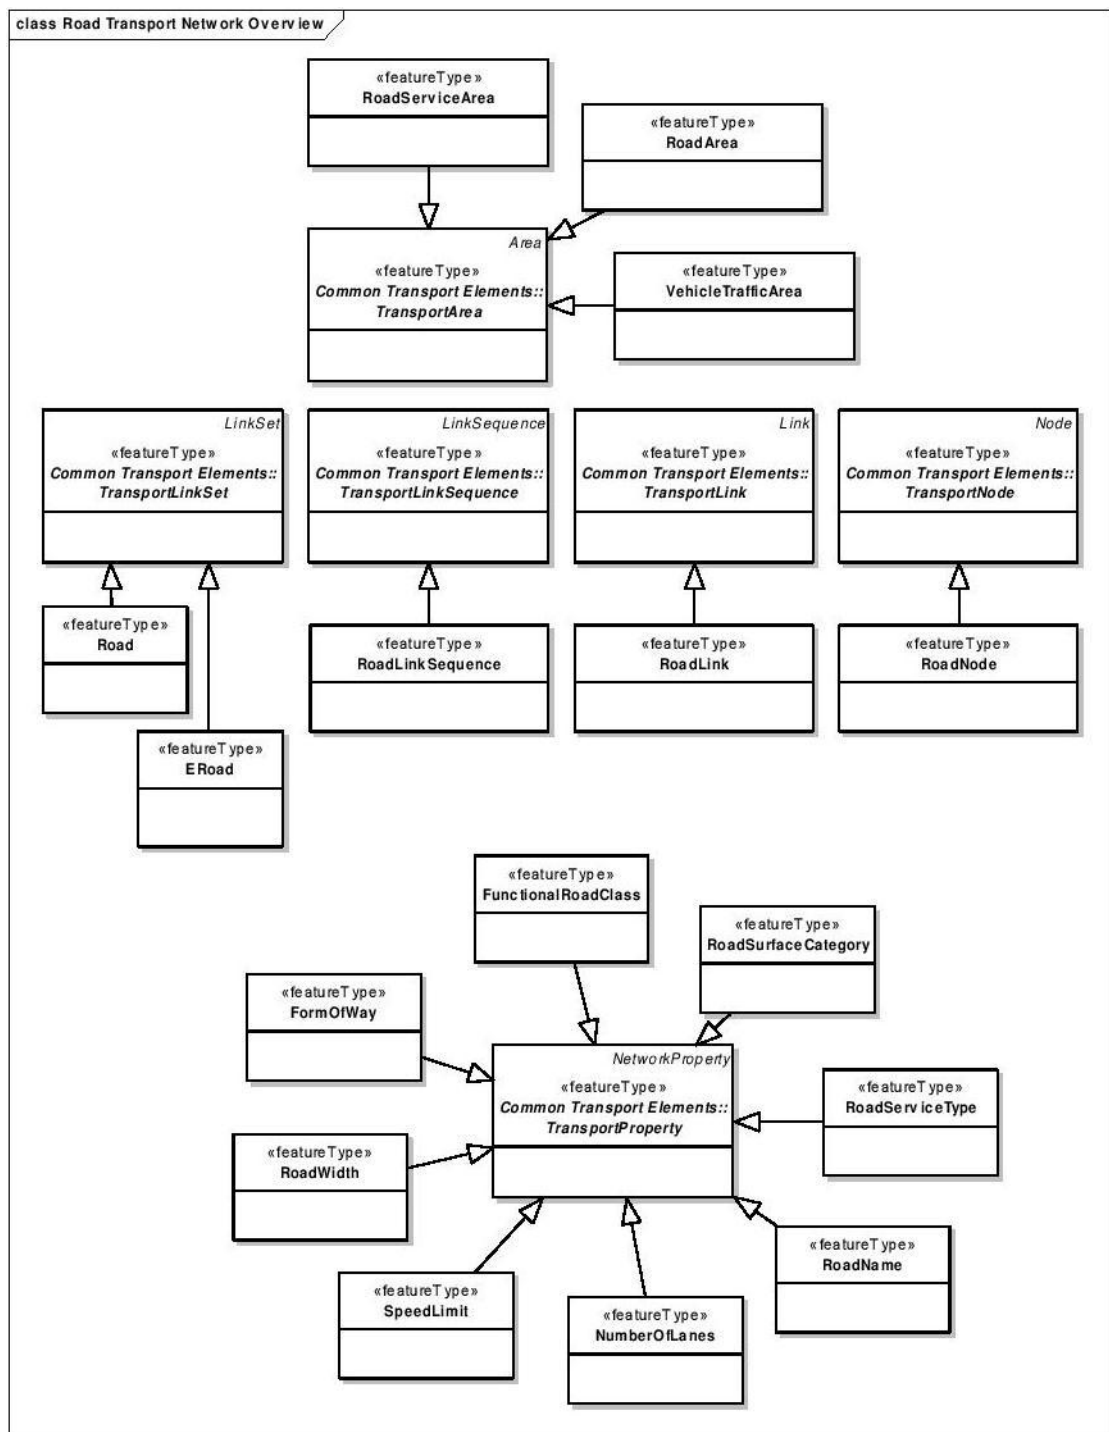 class Road Transport Network Overview
«featureType»
RoadServiceArea
«featureType»
RoadArea
Area
«featureType»
Common Transport Elements::
TransportArea
«featureType»
VehicleTrafficArea
LinkSet
«featureType»
Common Transport Elements::
TransportLinkSet
LinkSequence
«featureType»
Common Transport Elements::
TransportLinkSequence
Link
«featureType»
Common Transport Elements::
TransportLink
Node
«featureType»
Common Transport Elements::
TransportNode
«featureType»
Road
«featureType»
RoadLinkSequence
«featureType»
RoadLink
«featureType»
RoadNode
«featureType»
ERoad
«featureType»
FunctionalRoadClass
«featureType»
RoadSurfaceCategory
«featureType»
FormOfWay
NetworkProperty
«featureType»
Common Transport Elements::
TransportProperty
«featureType»
RoadServiceType
«featureType»
RoadWidth
«featureType»
RoadName
«featureType»
SpeedLimit
«featureType»
NumberOfLanes